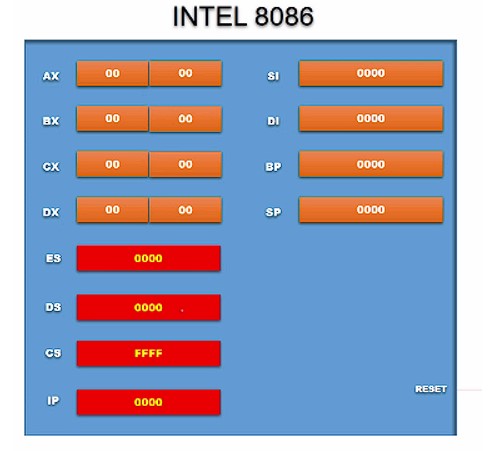 INTEL 8086
AX 00 00 SI 0000
BX 00 00 DI 0000
CX 00 00 BP 0000
DX 00 00 SP 0000
ES 0000
DS 0000 .
CS FFFF
RESET
IP 0000